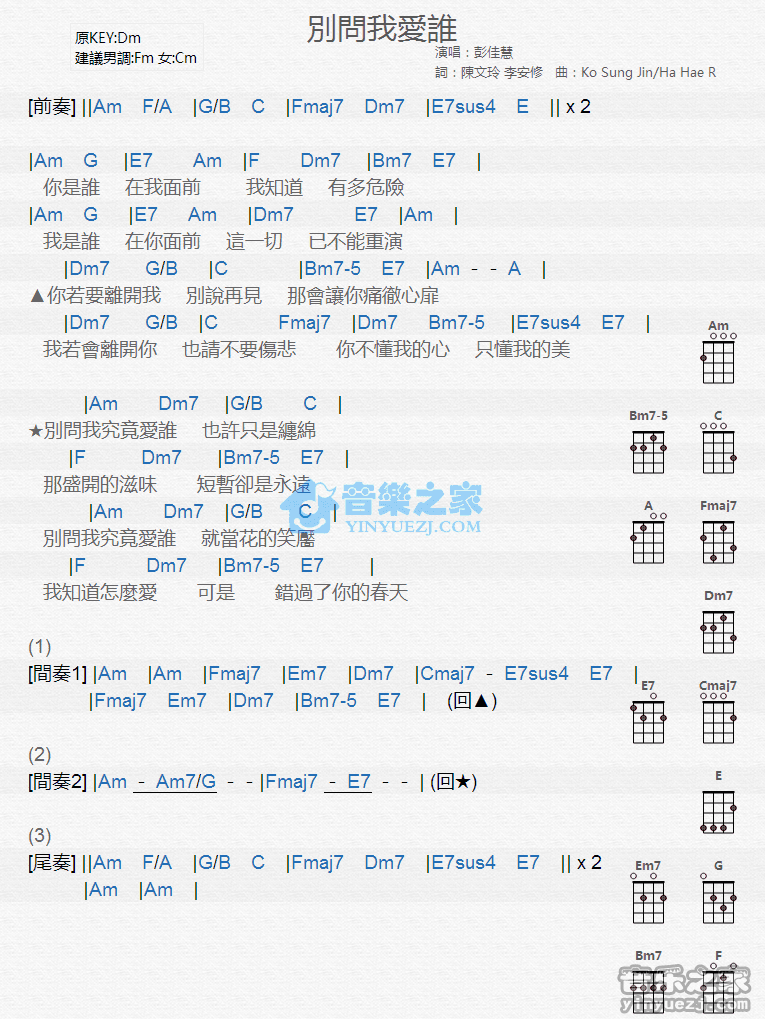 別問我愛誰
原KEY:Dm
建議男調:Fm 女:Cm
演唱：彭佳慧
詞：陳文玲 李安修　曲：Ko Sung Jin/Ha Hae R
[前奏] ||Am F/A |G/B C |Fmaj7 Dm7 |E7sus4 E || x 2
|Am G |E7 Am |F Dm7 |Bm7 E7 |
你是誰 在我面前 我知道 有多危險
|Am G |E7 Am |Dm7 E7 |Am |
我是誰 在你面前 這一切 已不能重演
|Dm7 G/B |C |Bm7-5 E7 |Am - - A |
▲你若要離開我 別說再見 那會讓你痛徹心扉
|Dm7 G/B |C Fmaj7 |Dm7 Bm7-5 |E7sus4 E7 |
我若會離開你 也請不要傷悲 你不懂我的心 只懂我的美
|Am Dm7 |G/B C |
★別問我究竟愛誰 也許只是纏綿
|F Dm7 |Bm7-5 E7 |
那盛開的滋味 短暫卻是永遠
|Am Dm7 |G/B C |
別問我究竟愛誰 就當花的笑靨
|F Dm7 |Bm7-5 E7 |
我知道怎麼愛 可是 錯過了你的春天
(1)
[間奏1] |Am |Am |Fmaj7 |Em7 |Dm7 |Cmaj7 - E7sus4 E7 |
|Fmaj7 Em7 |Dm7 |Bm7-5 E7 | (回▲)
(2)
[間奏2] |Am - Am7/G - - |Fmaj7 - E7 - - | (回★)
(3)
[尾奏] ||Am F/A |G/B C |Fmaj7 Dm7 |E7sus4 E7 || x 2
|Am |Am |
Am
Bm7-5 C
A Fmaj7
Dm7
E7 Cmaj7
E
Em7 G
Bm7 F
音樂之家
YINYUEZJ.COM
音乐之家
yinyuezj.com